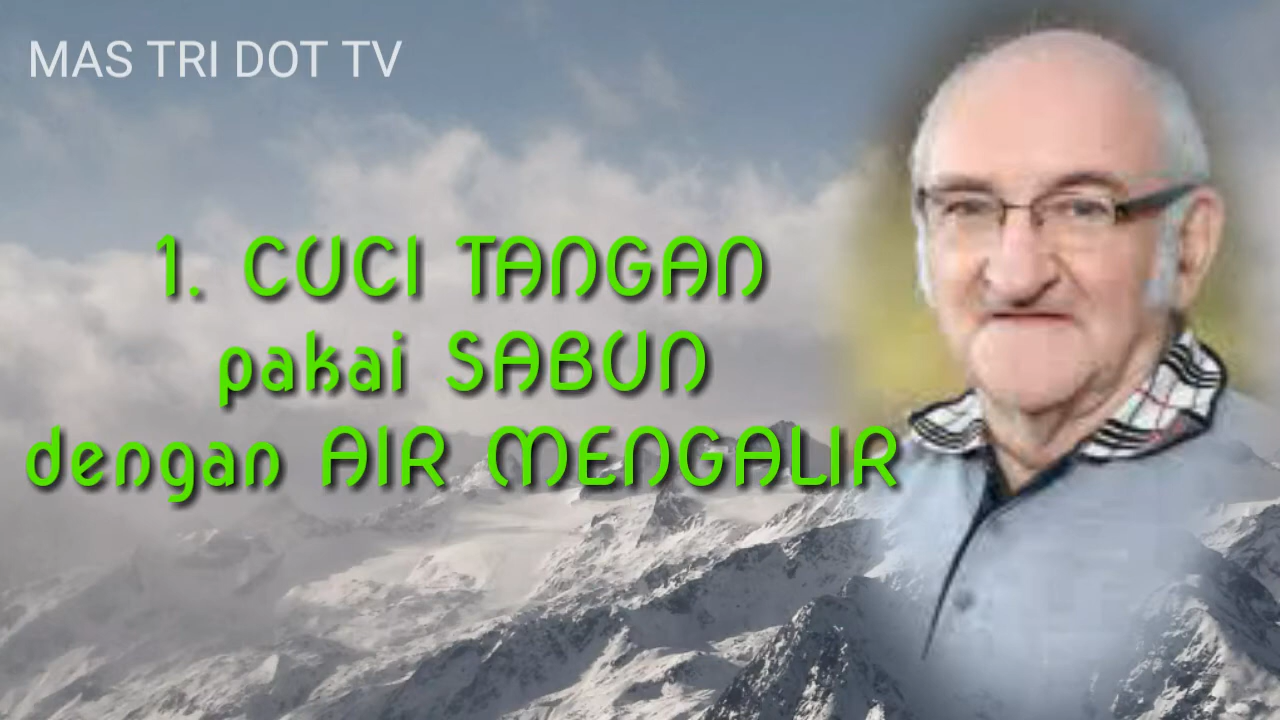 MAS TRI DOT TV
1. CUCI TANGAN
pakai SABUN
dengan AIR MENGALIR